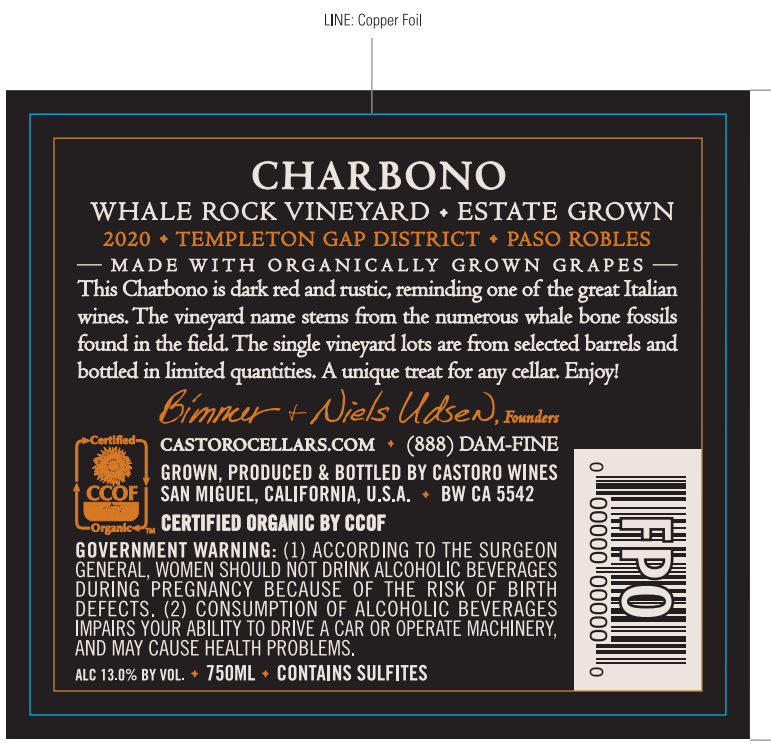 LINE: Copper Foil
CHARBONO
WHALE ROCK VINEYARD ✦ ESTATE GROWN
2020 ✦ TEMPLETON GAP DISTRICT ✦ PASO ROBLES
— MADE WITH ORGANICALLY GROWN GRAPES —
This Charbono is dark red and rustic, reminding one of the great Italian
wines. The vineyard name stems from the numerous whale bone fossils
found in the field. The single vineyard lots are from selected barrels and
bottled in limited quantities. A unique treat for any cellar. Enjoy!
Bimmer + Niels Udsen, Founders
Certified
CCOF
Organic™
CASTOROCELLARS.COM ✦ (888) DAM-FINE
GROWN, PRODUCED & BOTTLED BY CASTORO WINES
SAN MIGUEL, CALIFORNIA, U.S.A. ✦ BW CA 5542
CERTIFIED ORGANIC BY CCOF
GOVERNMENT WARNING: (1) ACCORDING TO THE SURGEON
GENERAL, WOMEN SHOULD NOT DRINK ALCOHOLIC BEVERAGES
DURING PREGNANCY BECAUSE OF THE RISK OF BIRTH
DEFECTS. (2) CONSUMPTION OF ALCOHOLIC BEVERAGES
IMPAIRS YOUR ABILITY TO DRIVE A CAR OR OPERATE MACHINERY,
AND MAY CAUSE HEALTH PROBLEMS.
ALC 13.0% BY VOL. ✦ 750ML ✦ CONTAINS SULFITES
0 00000 00000 0
FPO